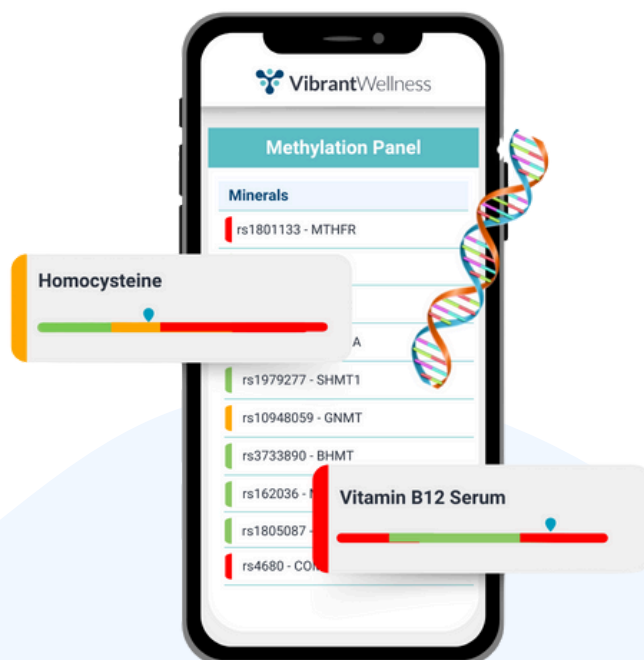 VibrantWellness
Methylation Panel
Minerals
rs1801133 - MTHFR
Homocysteine
A
rs1979277 - SHMT1
rs10948059 - GNMT
rs3733890 - BHMT
rs162036 -
Vitamin B12 Serum
rs1805087 -
rs4680 -